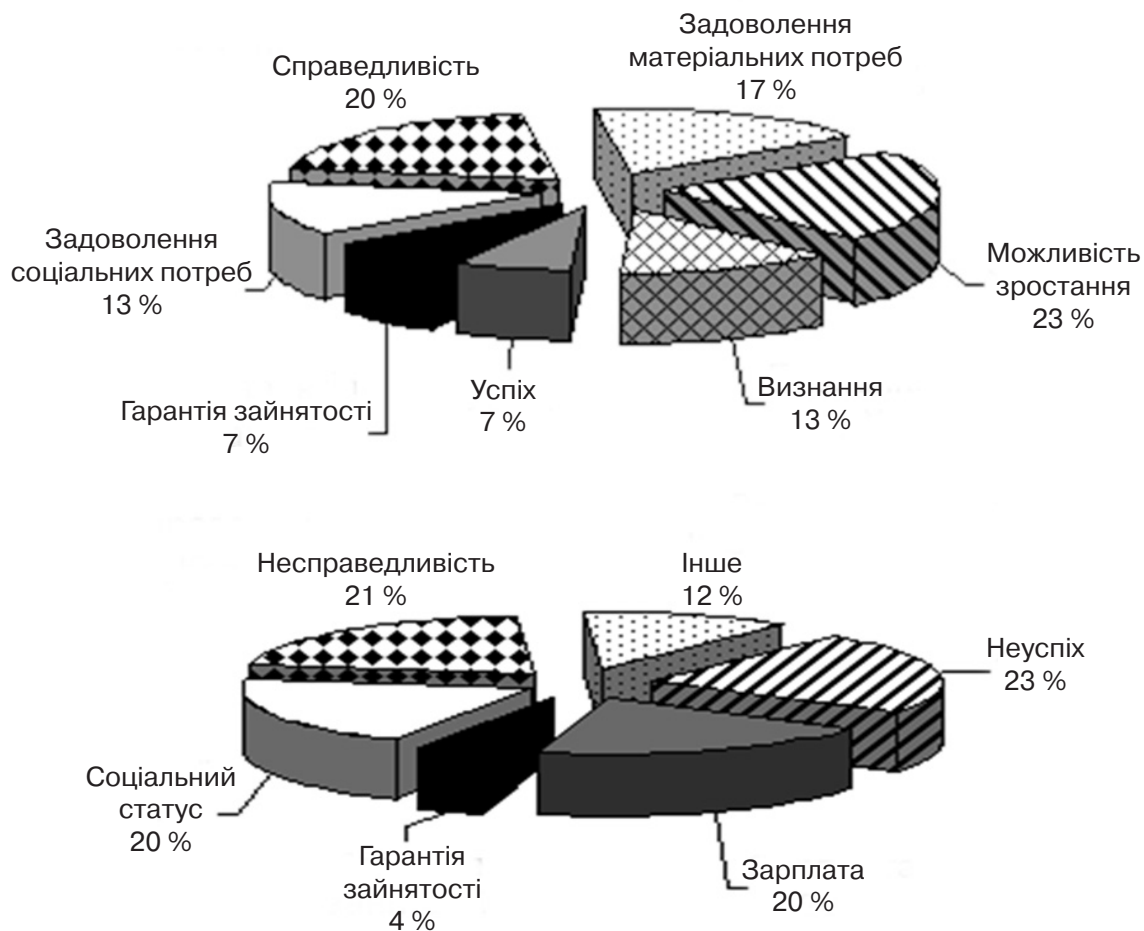 Задоволення
матеріальних потреб
17 %
Справедливість
20 %
Можливість
зростання
23 %
Задоволення
соціальних потреб
13 %
Визнання
13 %
Успіх
7 %
Гарантія зайнятості
7 %
Несправедливість
21 %
Інше
12 %
Неуспіх
23 %
Соціальний
статус
20 %
Гарантія
зайнятості
4 %
Зарплата
20 %